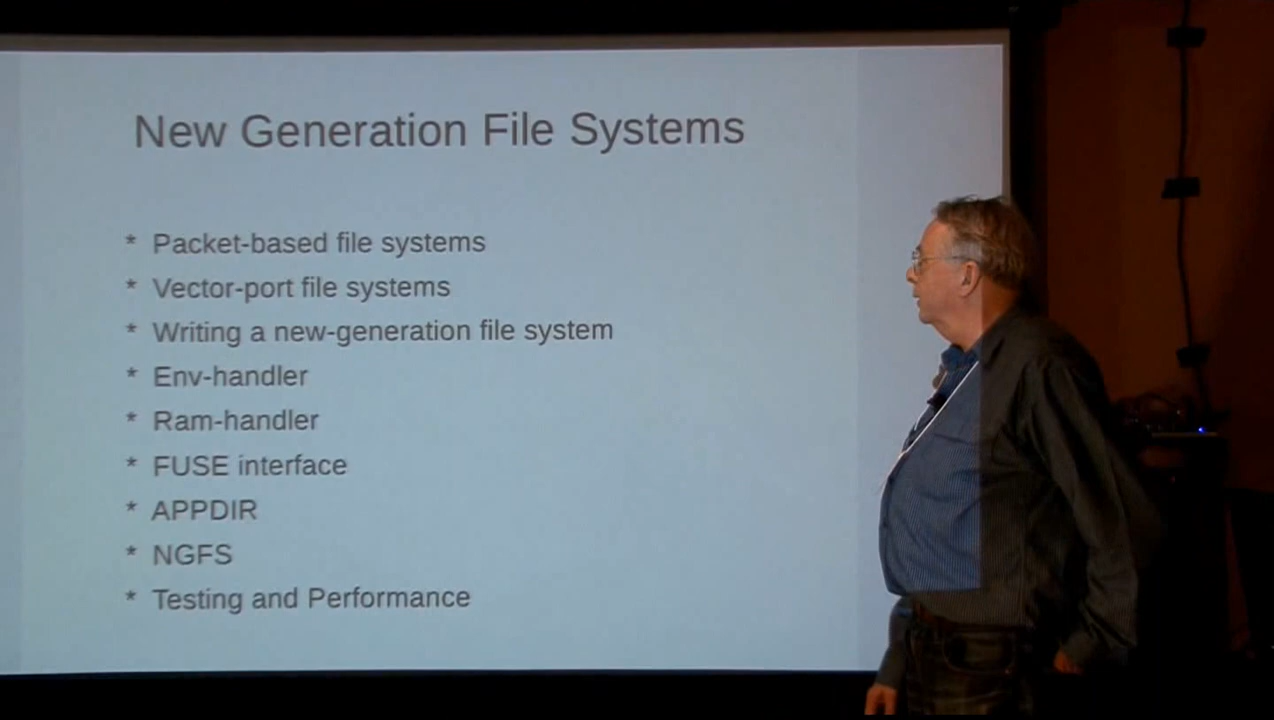 New Generation File Systems
* Packet-based file systems
* Vector-port file systems
* Writing a new-generation file system
* Env-handler
* Ram-handler
* FUSE interface
* APPDIR
* NGFS
* Testing and Performance